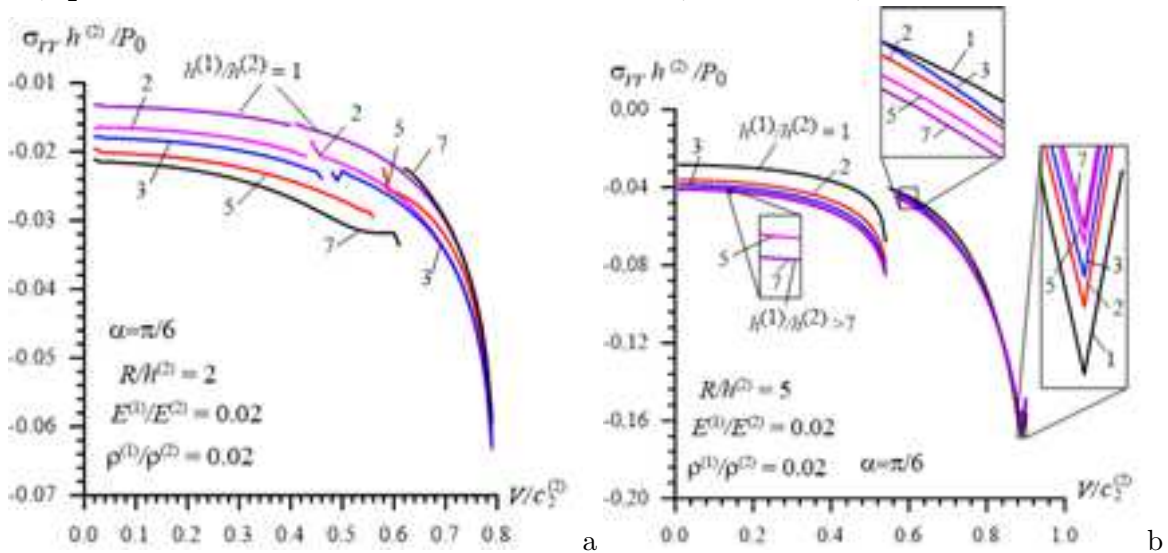 σrr h⁽²⁾/P₀
h⁽¹⁾/h⁽²⁾ = 1
-0.01
2
2
5
7
-0.02
3
5
-0.03
7
3
-0.04
α=π/6
-0.05
R/h⁽²⁾ = 2
E⁽¹⁾/E⁽²⁾ = 0.02
-0.06
ρ⁽¹⁾/ρ⁽²⁾ = 0.02
V/c₂⁽²⁾
-0.07
0.0 0.1 0.2 0.3 0.4 0.5 0.6 0.7 0.8
a
σrr h⁽²⁾/P₀
2
1
3
5
7
0.00
h⁽¹⁾/h⁽²⁾ = 1
3
2
-0.04
7
5
3
2
1
5
7
-0.08
h⁽¹⁾/h⁽²⁾ >7
-0.12
R/h⁽²⁾ = 5
E⁽¹⁾/E⁽²⁾ = 0.02
-0.16
ρ⁽¹⁾/ρ⁽²⁾ = 0.02 α=π/6
V/c₂⁽²⁾
-0.20
0.0 0.2 0.4 0.6 0.8 1.0
b